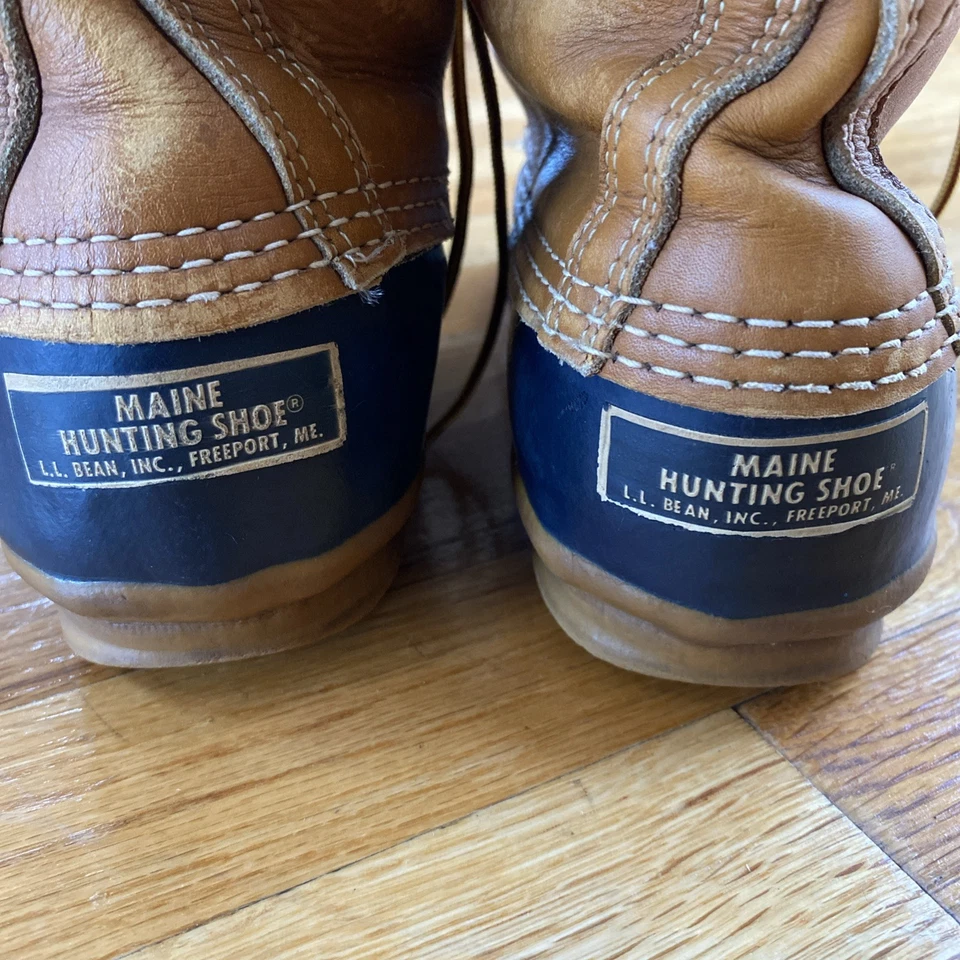 MAINE
HUNTING SHOE®
L.L. BEAN, INC., FREEPORT, ME.
MAINE
HUNTING SHOE®
L.L. BEAN, INC., FREEPORT, ME.